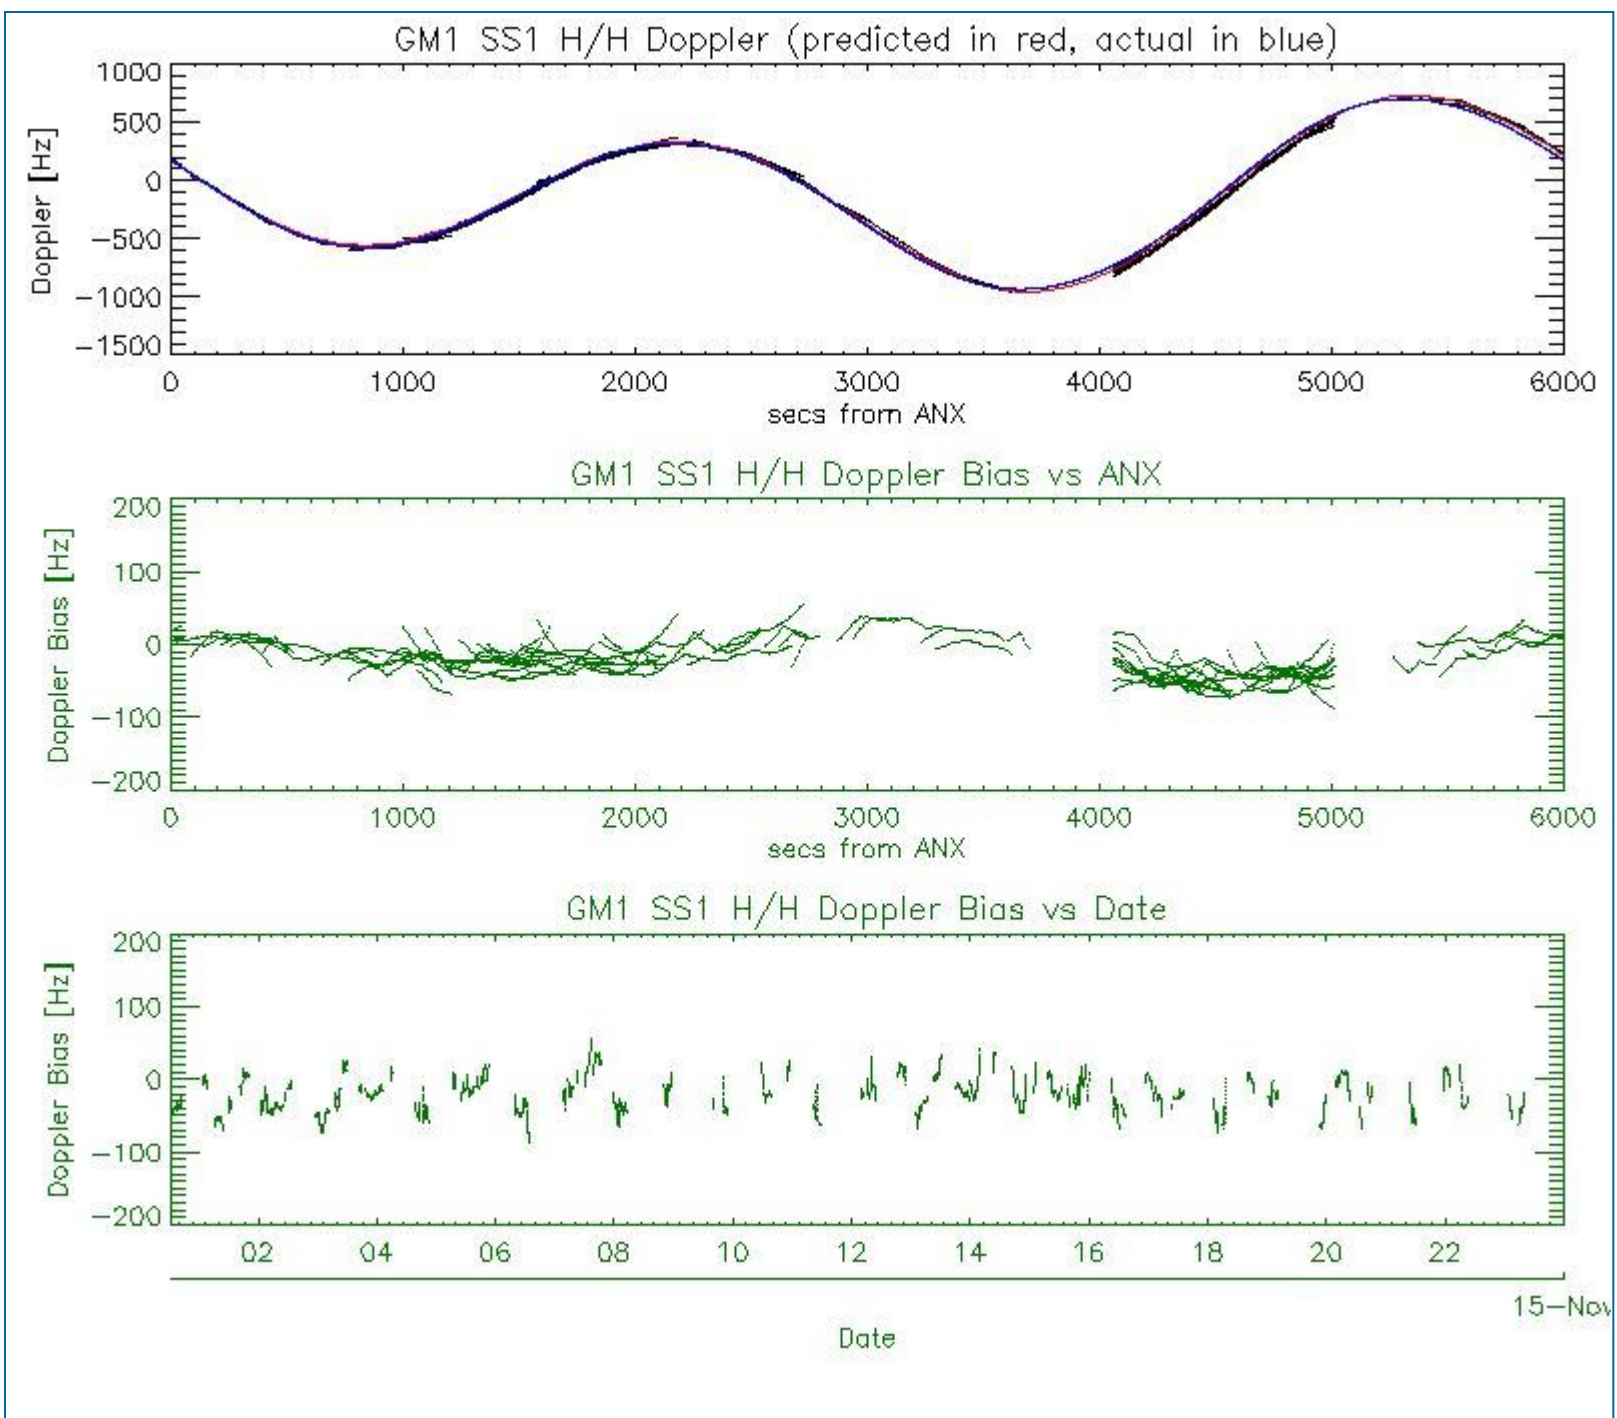 GM1 SS1 H/H Doppler (predicted in red, actual in blue)
1000
500
0
-500
-1000
-1500
Doppler [Hz]
0 1000 2000 3000 4000 5000 6000
secs from ANX
GM1 SS1 H/H Doppler Bias vs ANX
200
100
0
-100
-200
Doppler Bias [Hz]
0 1000 2000 3000 4000 5000 6000
secs from ANX
GM1 SS1 H/H Doppler Bias vs Date
200
100
0
-100
-200
Doppler Bias [Hz]
02 04 06 08 10 12 14 16 18 20 22
15-Nov
Date